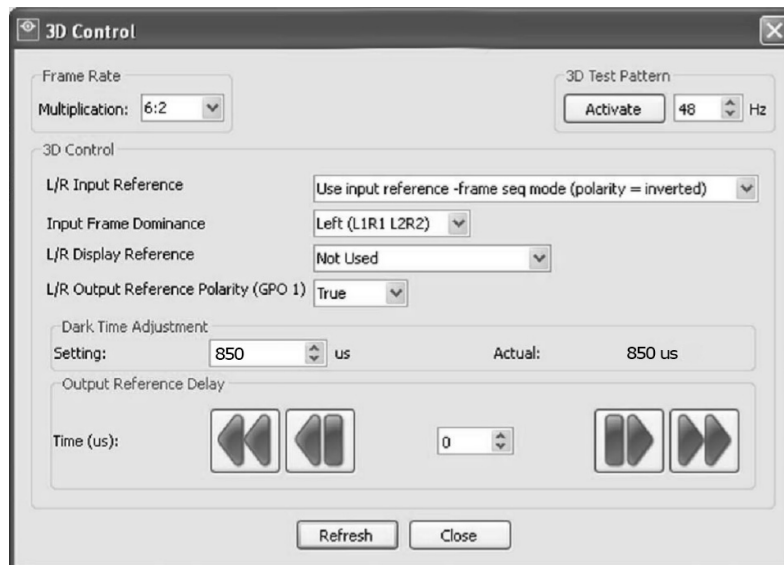 3D Control
Frame Rate
Multiplication: 6:2
3D Test Pattern
Activate 48 Hz
3D Control
L/R Input Reference Use input reference -frame seq mode (polarity = inverted)
Input Frame Dominance Left (L1R1 L2R2)
L/R Display Reference Not Used
L/R Output Reference Polarity (GPO 1) True
Dark Time Adjustment
Setting: 850 us Actual: 850 us
Output Reference Delay
Time (us): 0
Refresh Close